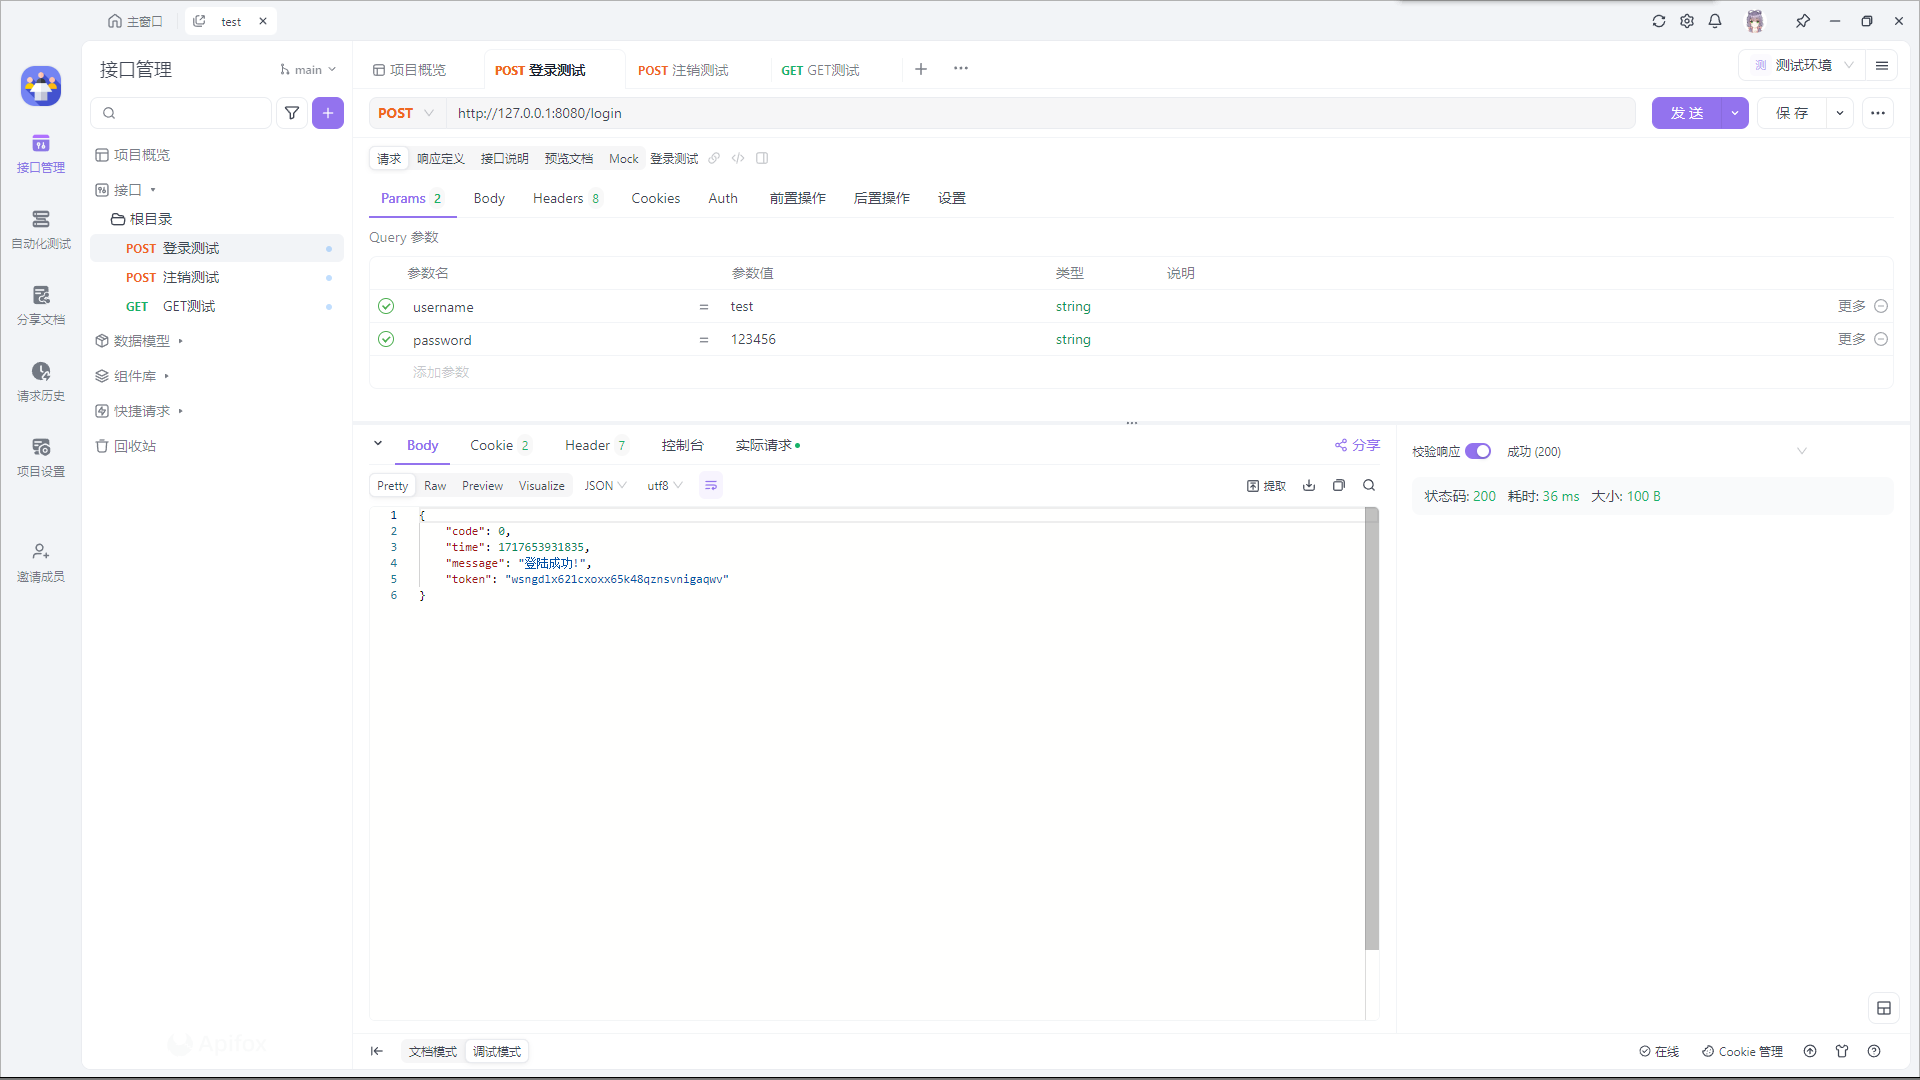 主窗口
test
接口管理
main
项目概览
接口
根目录
POST 登录测试
POST 注销测试
GET GET测试
数据模型
组件库
快捷请求
回收站
接口管理
自动化测试
分享文档
请求历史
项目设置
邀请成员
Apifox
项目概览
POST 登录测试
POST 注销测试
GET GET测试
测 测试环境
POST http://127.0.0.1:8080/login
发送
保存
请求 响应定义 接口说明 预览文档 Mock 登录测试
Params 2 Body Headers 8 Cookies Auth 前置操作 后置操作 设置
Query 参数
参数名 参数值 类型 说明
username = test string 更多
password = 123456 string 更多
添加参数
Body Cookie 2 Header 7 控制台 实际请求 分享
Pretty Raw Preview Visualize JSON utf8 提取
1 {
2 "code": 0,
3 "time": 1717653931835,
4 "message": "登陆成功!",
5 "token": "wsngdlx621cxoxx65k48qznsvnigaqwv"
6 }
校验响应 成功 (200)
状态码: 200 耗时: 36 ms 大小: 100 B
文档模式 调试模式
在线 Cookie 管理